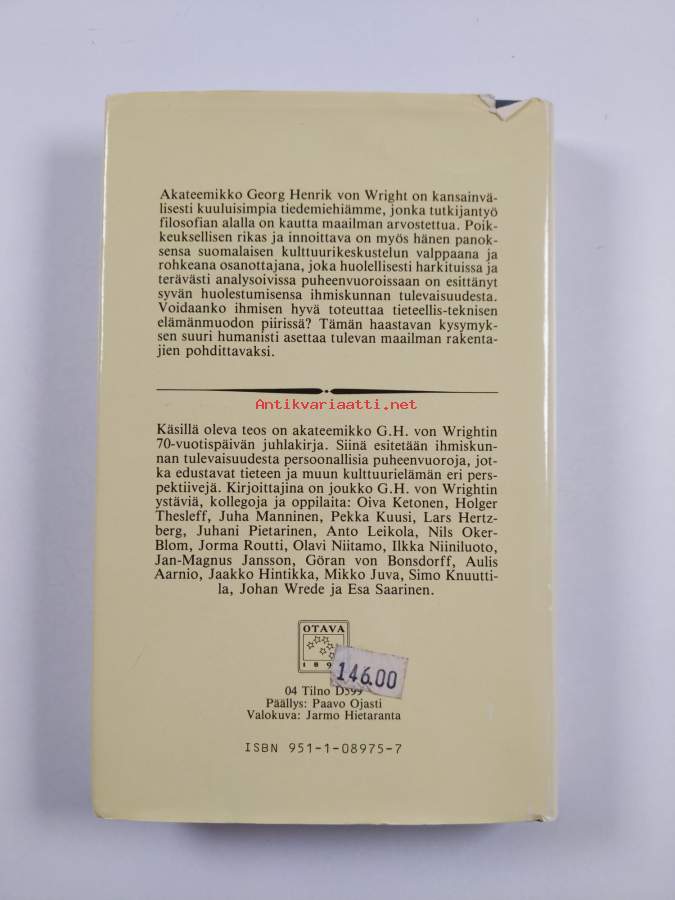 Akateemikko Georg Henrik von Wright on kansainvä-
lisesti kuuluisimpia tiedemiehiämme, jonka tutkijantyö
filosofian alalla on kautta maailman arvostettua. Poik-
keuksellisen rikas ja innoittava on myös hänen panok-
sensa suomalaisen kulttuurikeskustelun valppaana ja
rohkeana osanottajana, joka huolellisesti harkituissa ja
terävästi analysoivissa puheenvuoroissaan on esittänyt
syvän huolestumisensa ihmiskunnan tulevaisuudesta.
Voidaanko ihmisen hyvä toteuttaa tieteellis-teknisen
elämänmuodon piirissä? Tämän haastavan kysymyk-
sen suuri humanisti asettaa tulevan maailman rakenta-
jien pohdittavaksi.
Antikvariaatti.net
Käsillä oleva teos on akateemikko G.H. von Wrightin
70-vuotispäivän juhlakirja. Siinä esitetään ihmiskun-
nan tulevaisuudesta persoonallisia puheenvuoroja, jot-
ka edustavat tieteen ja muun kulttuurielämän eri pers-
pektiivejä. Kirjoittajina on joukko G.H. von Wrightin
ystäviä, kollegoja ja oppilaita: Oiva Ketonen, Holger
Thesleff, Juha Manninen, Pekka Kuusi, Lars Hertz-
berg, Juhani Pietarinen, Anto Leikola, Nils Oker-
Blom, Jorma Routti, Olavi Niitamo, Ilkka Niiniluoto,
Jan-Magnus Jansson, Göran von Bonsdorff, Aulis
Aarnio, Jaakko Hintikka, Mikko Juva, Simo Knuutti-
la, Johan Wrede ja Esa Saarinen.
OTAVA
146.00
04 Tilno
Päällys: Paavo Ojasti
Valokuva: Jarmo Hietaranta
ISBN 951-1-08975-7